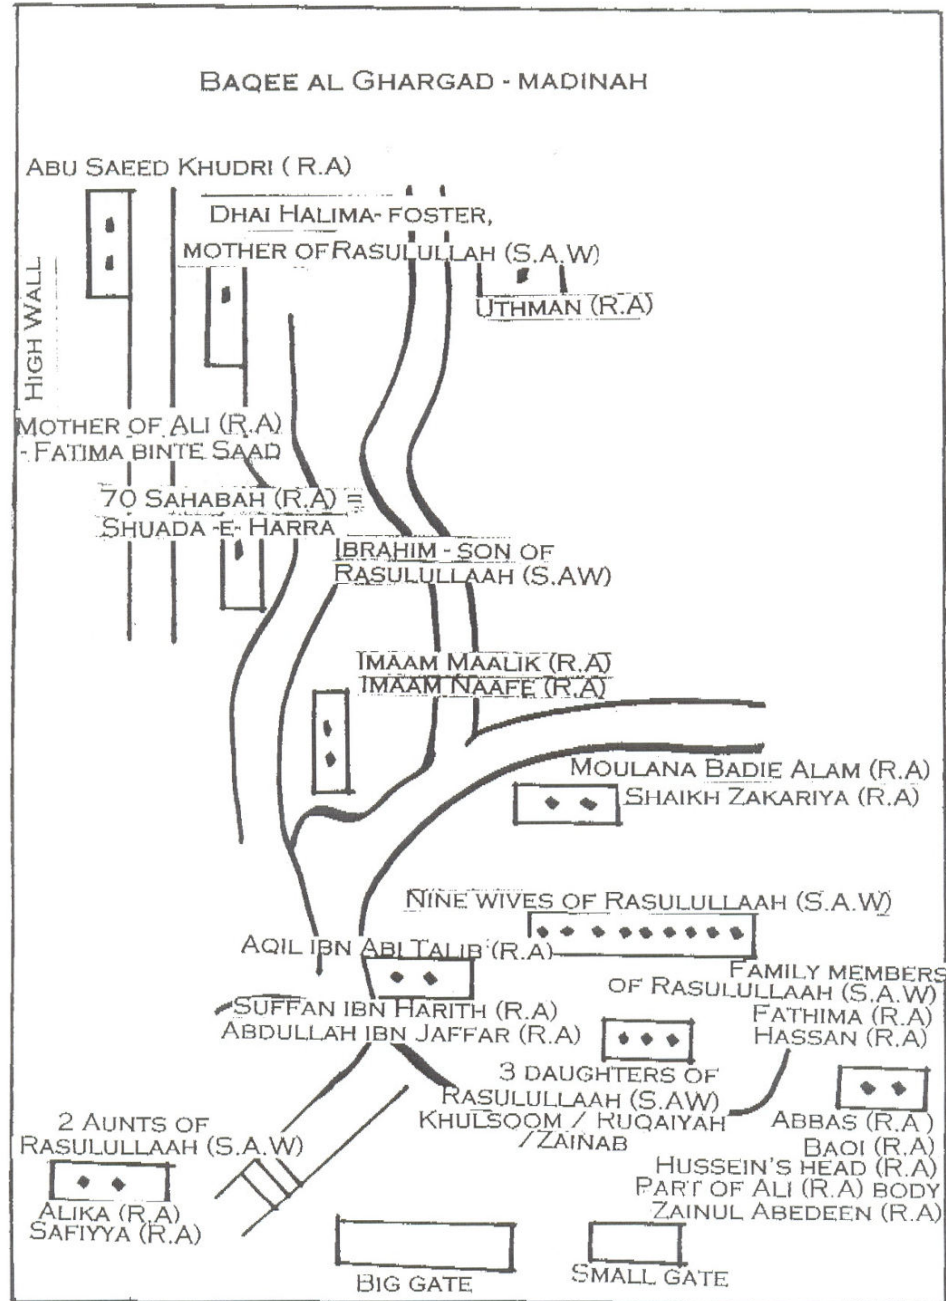 BAQEE AL GHARGAD - MADINAH
ABU SAEED KHUDRI ( R.A)
DHAI HALIMA- FOSTER,
MOTHER OF RASULULLAH (S.A.W)
UTHMAN (R.A)
HIGH WALL
MOTHER OF ALI (R.A)
- FATIMA BINTE SAAD
70 SAHABAH (R.A) =
SHUADA -E- HARRA
IBRAHIM - SON OF
RASULULLAAH (S.AW)
IMAAM MAALIK (R.A)
IMAAM NAAFE (R.A)
MOULANA BADIE ALAM (R.A)
SHAIKH ZAKARIYA (R.A)
NINE WIVES OF RASULULLAAH (S.A.W)
AQIL IBN ABI TALIB (R.A)
SUFFAN IBN HARITH (R.A)
ABDULLAH IBN JAFFAR (R.A)
FAMILY MEMBERS
OF RASULULLAAH (S.A.W)
FATHIMA (R.A)
HASSAN (R.A)
3 DAUGHTERS OF
RASULULLAAH (S.AW)
KHULSOOM / RUQAIYAH
/ZAINAB
ABBAS (R.A)
BAOI (R.A)
HUSSEIN'S HEAD (R.A)
PART OF ALI (R.A) BODY
ZAINUL ABEDEEN (R.A)
2 AUNTS OF
RASULULLAAH (S.A.W)
ALIKA (R.A)
SAFIYYA (R.A)
BIG GATE
SMALL GATE